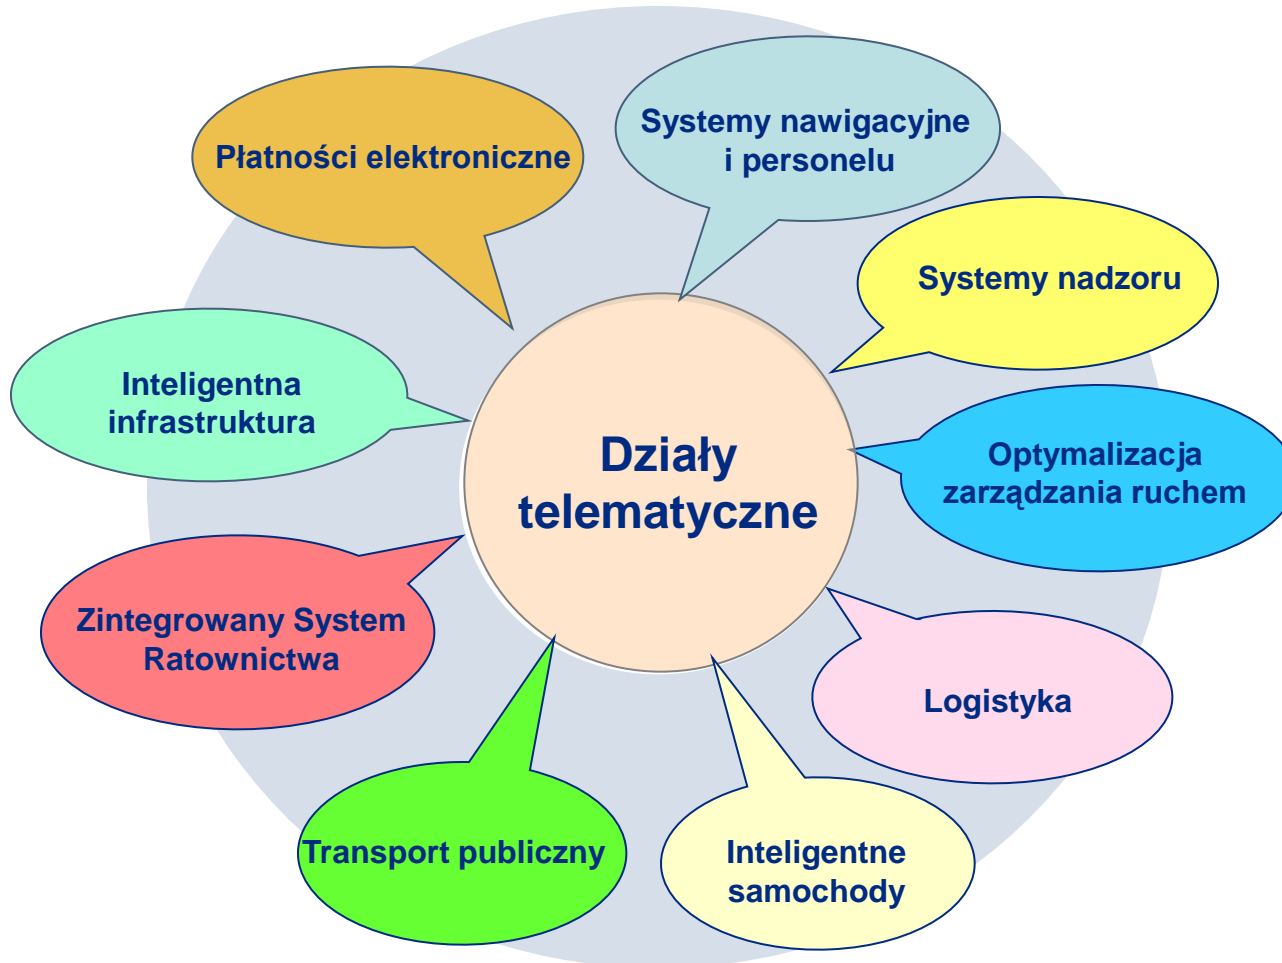 Płatności elektroniczne
Systemy nawigacyjne
i personelu
Systemy nadzoru
Inteligentna
infrastruktura
Działy
telematyczne
Optymalizacja
zarządzania ruchem
Zintegrowany System
Ratownictwa
Logistyka
Transport publiczny
Inteligentne
samochody